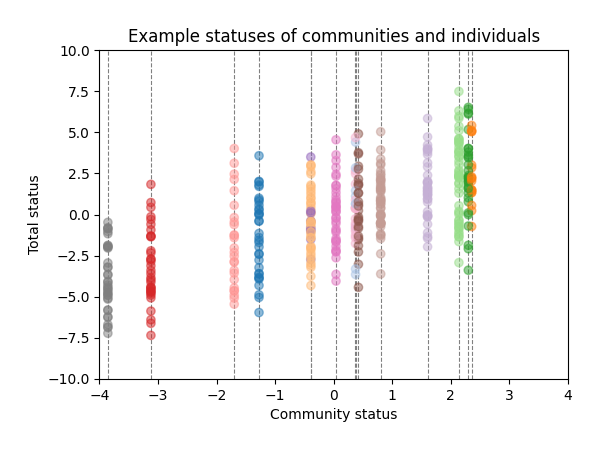 Example statuses of communities and individuals
10.0
7.5
5.0
2.5
0.0
−2.5
−5.0
−7.5
−10.0
Total status
−4 −3 −2 −1 0 1 2 3 4
Community status